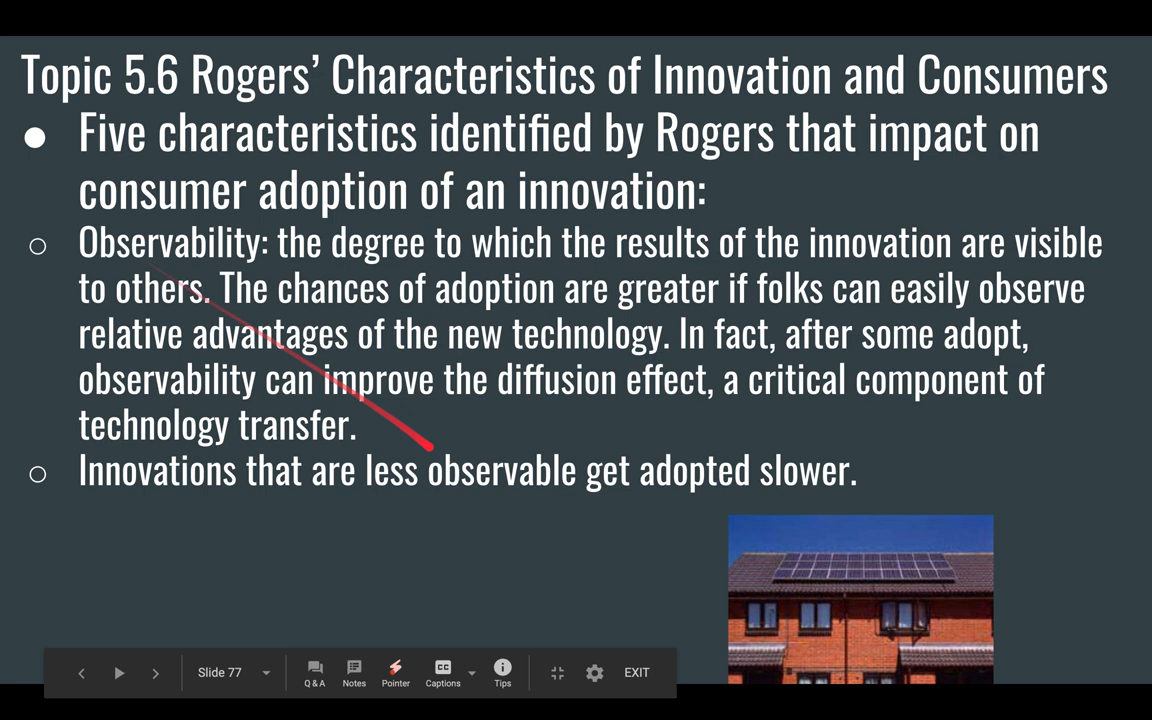 Topic 5.6 Rogers’ Characteristics of Innovation and Consumers
● Five characteristics identified by Rogers that impact on
consumer adoption of an innovation:
○ Observability: the degree to which the results of the innovation are visible
to others. The chances of adoption are greater if folks can easily observe
relative advantages of the new technology. In fact, after some adopt,
observability can improve the diffusion effect, a critical component of
technology transfer.
○ Innovations that are less observable get adopted slower.
Slide 77
Q & A Notes Pointer Captions Tips
EXIT